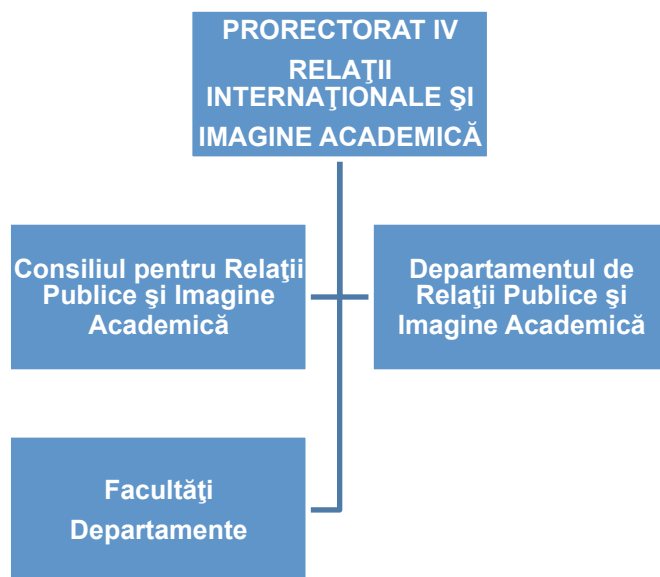 PRORECTORAT IV
RELAŢII
INTERNAŢIONALE ŞI
IMAGINE ACADEMICĂ
Consiliul pentru Relaţii
Publice şi Imagine
Academică
Departamentul de
Relaţii Publice şi
Imagine Academică
Facultăţi
Departamente